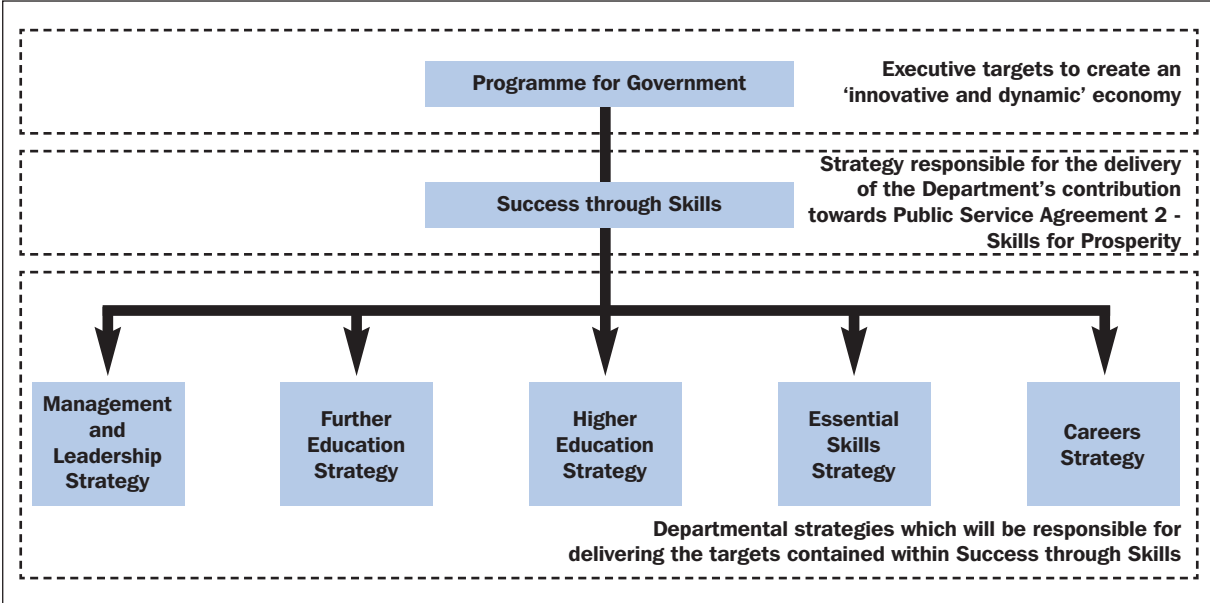 Programme for Government
Executive targets to create an
‘innovative and dynamic’ economy
Success through Skills
Strategy responsible for the delivery
of the Department’s contribution
towards Public Service Agreement 2 -
Skills for Prosperity
Management
and
Leadership
Strategy
Further
Education
Strategy
Higher
Education
Strategy
Essential
Skills
Strategy
Careers
Strategy
Departmental strategies which will be responsible for
delivering the targets contained within Success through Skills